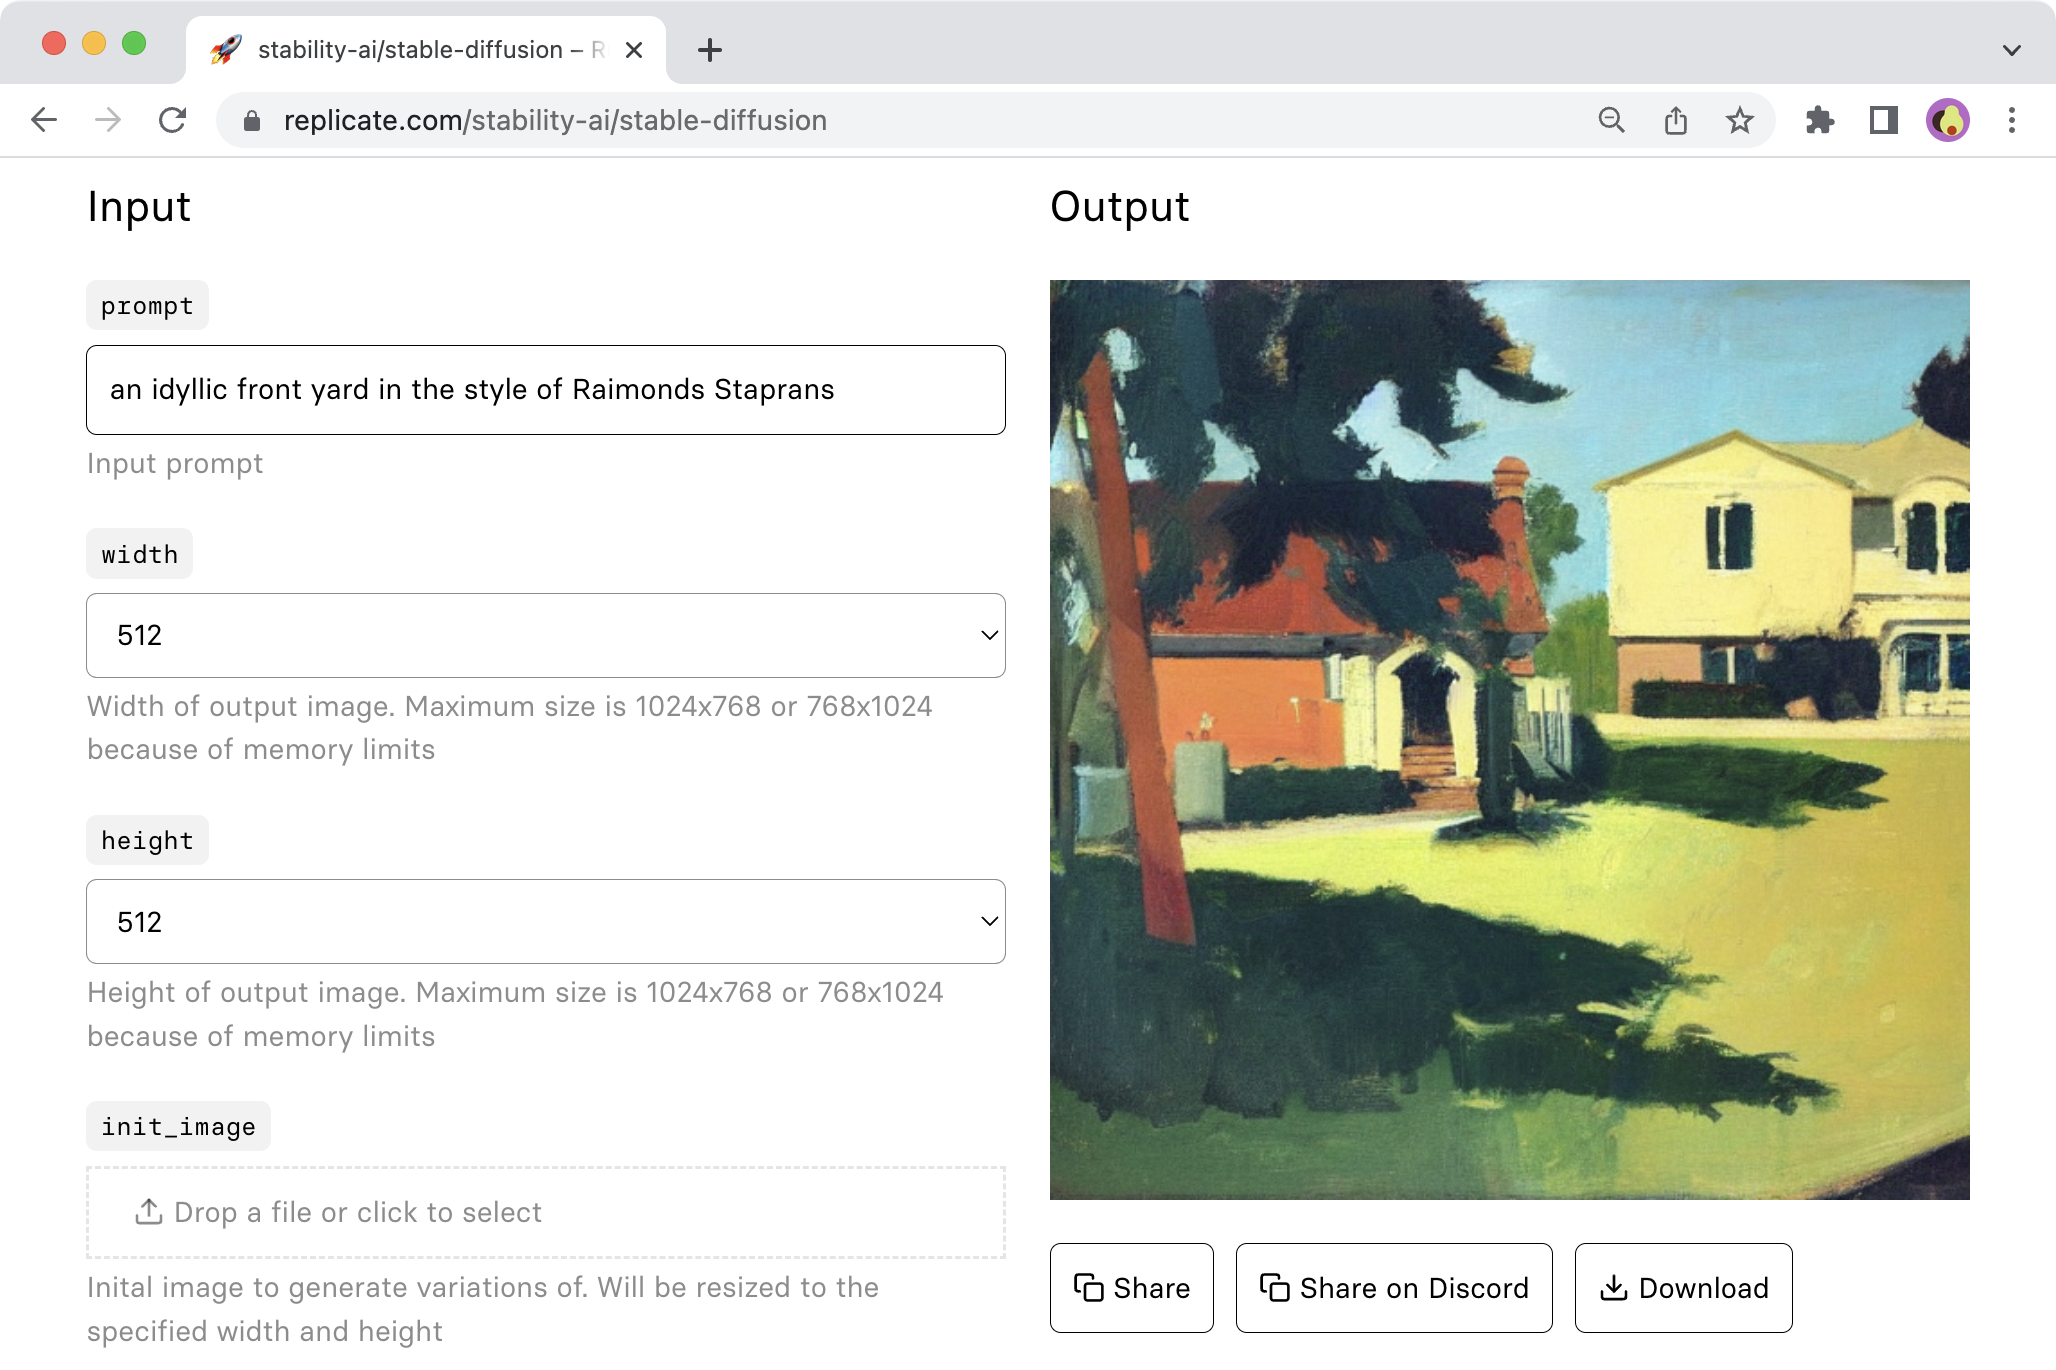 stability-ai/stable-diffusion – R
replicate.com/stability-ai/stable-diffusion
Input
prompt
an idyllic front yard in the style of Raimonds Staprans
Input prompt
width
512
Width of output image. Maximum size is 1024x768 or 768x1024
because of memory limits
height
512
Height of output image. Maximum size is 1024x768 or 768x1024
because of memory limits
init_image
Drop a file or click to select
Inital image to generate variations of. Will be resized to the
specified width and height
Output
Share
Share on Discord
Download